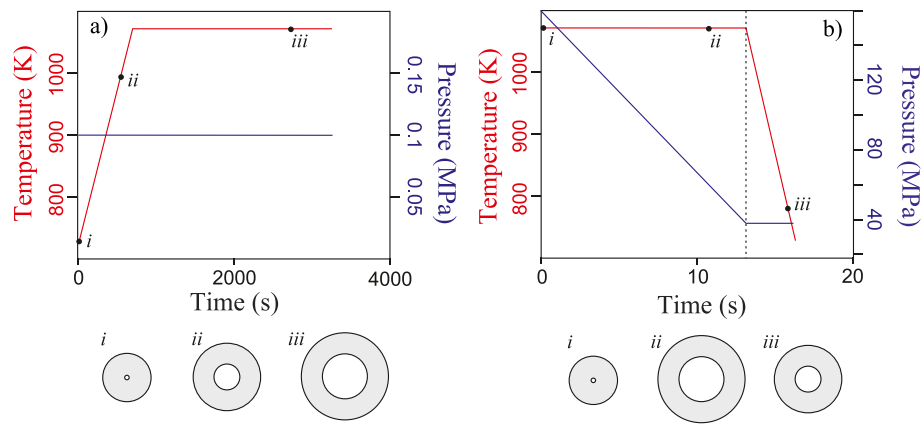 a)
Temperature (K)
1000
900
800
i
ii
iii
0.15
0.1
0.05
Pressure (MPa)
0
2000
4000
Time (s)
i
ii
iii
b)
Temperature (K)
1000
900
800
i
ii
iii
120
80
40
Pressure (MPa)
0
10
20
Time (s)
i
ii
iii